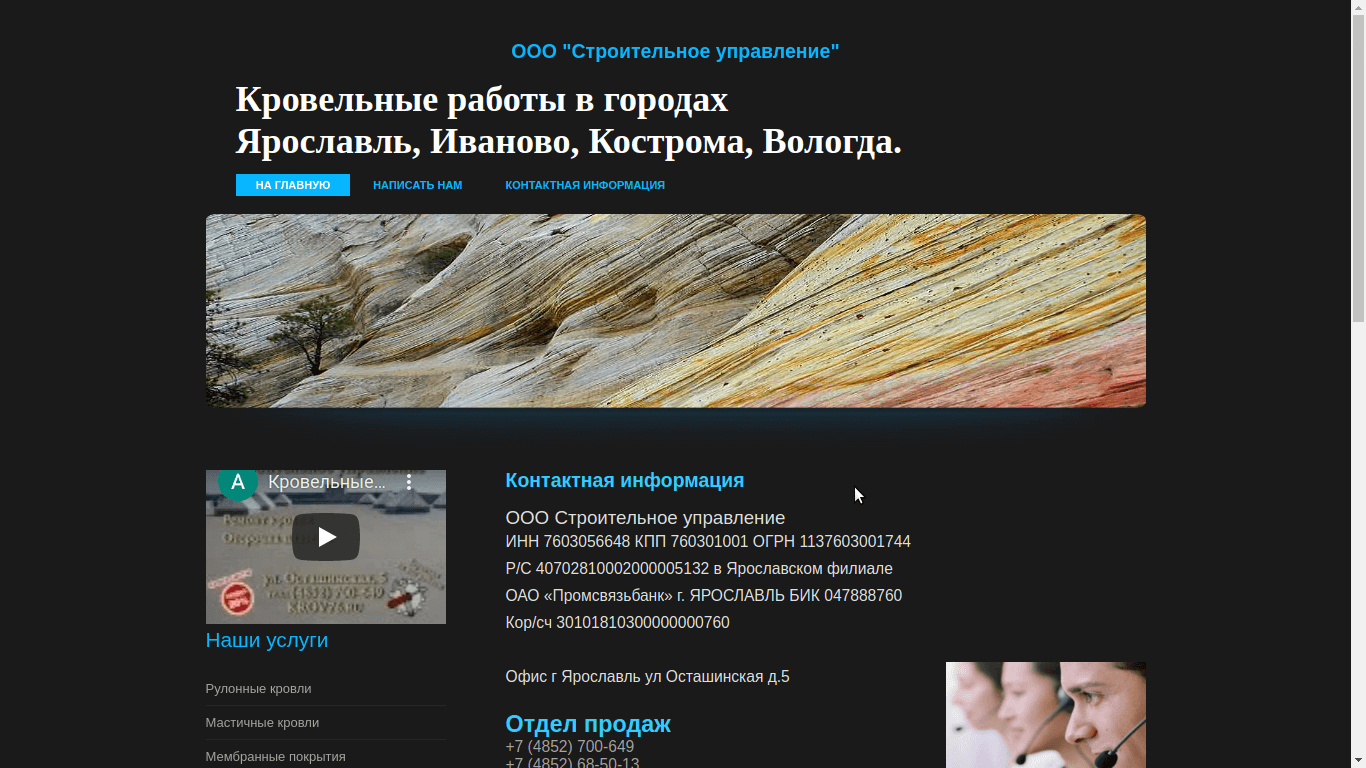 ООО "Строительное управление"
Кровельные работы в городах
Ярославль, Иваново, Кострома, Вологда.
НА ГЛАВНУЮ
НАПИСАТЬ НАМ
КОНТАКТНАЯ ИНФОРМАЦИЯ
А
Кровельные...
ул. Осташинская, 5
KROV76.RU
Наши услуги
Рулонные кровли
Мастичные кровли
Мембранные покрытия
Контактная информация
ООО Строительное управление
ИНН 7603056648 КПП 760301001 ОГРН 1137603001744
Р/С 40702810002000005132 в Ярославском филиале
ОАО «Промсвязьбанк» г. ЯРОСЛАВЛЬ БИК 047888760
Кор/сч 30101810300000000760
Офис г Ярославль ул Осташинская д.5
Отдел продаж
+7 (4852) 700-649
+7 (4852) 68-50-13